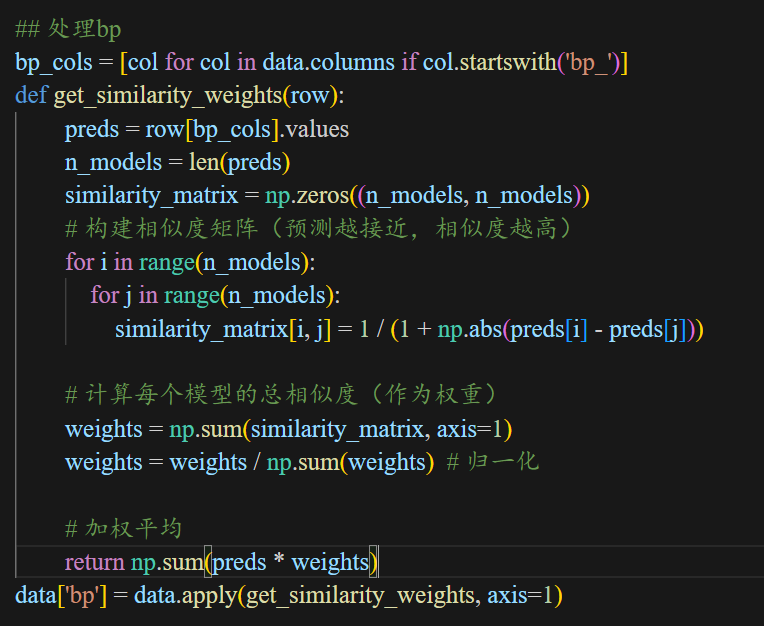 ## 处理bp
bp_cols = [col for col in data.columns if col.startswith('bp_')]
def get_similarity_weights(row):
preds = row[bp_cols].values
n_models = len(preds)
similarity_matrix = np.zeros((n_models, n_models))
# 构建相似度矩阵（预测越接近，相似度越高）
for i in range(n_models):
for j in range(n_models):
similarity_matrix[i, j] = 1 / (1 + np.abs(preds[i] - preds[j]))
# 计算每个模型的总相似度（作为权重）
weights = np.sum(similarity_matrix, axis=1)
weights = weights / np.sum(weights)  # 归一化
# 加权平均
return np.sum(preds * weights)
data['bp'] = data.apply(get_similarity_weights, axis=1)